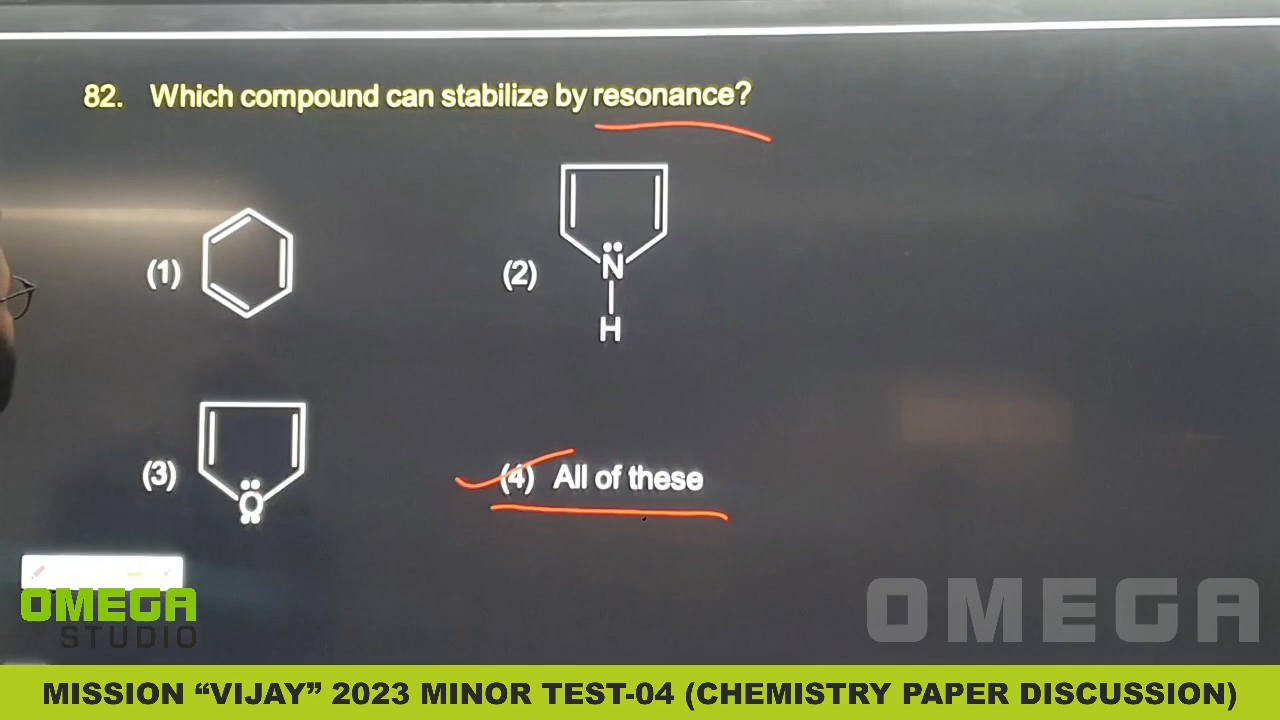 82. Which compound can stabilize by resonance?
(1)
(2)
N
H
(3)
O
(4) All of these
OMEGA
STUDIO
OMEGA
MISSION “VIJAY” 2023 MINOR TEST-04 (CHEMISTRY PAPER DISCUSSION)